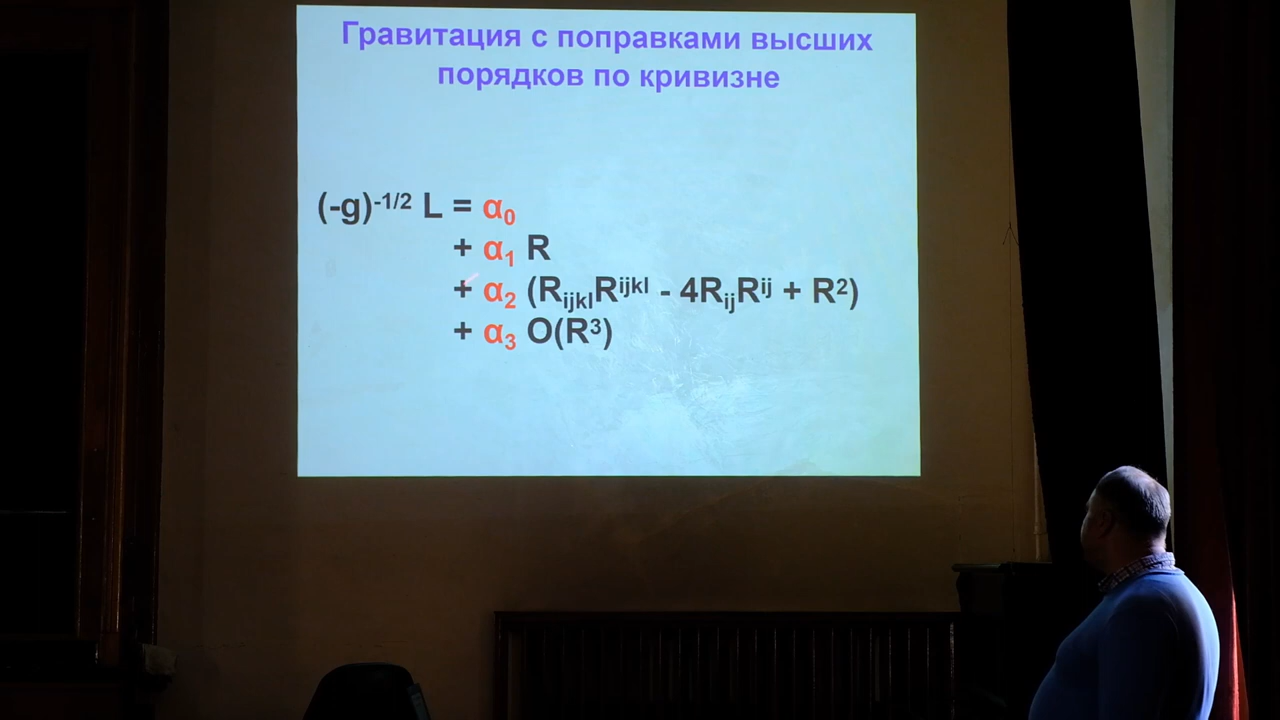 Гравитация с поправками высших
порядков по кривизне
(-g)⁻¹/² L = α₀
+ α₁ R
+ α₂ (RᵢⱼₖₗRⁱʲᵏˡ - 4RᵢⱼRⁱʲ + R²)
+ α₃ O(R³)